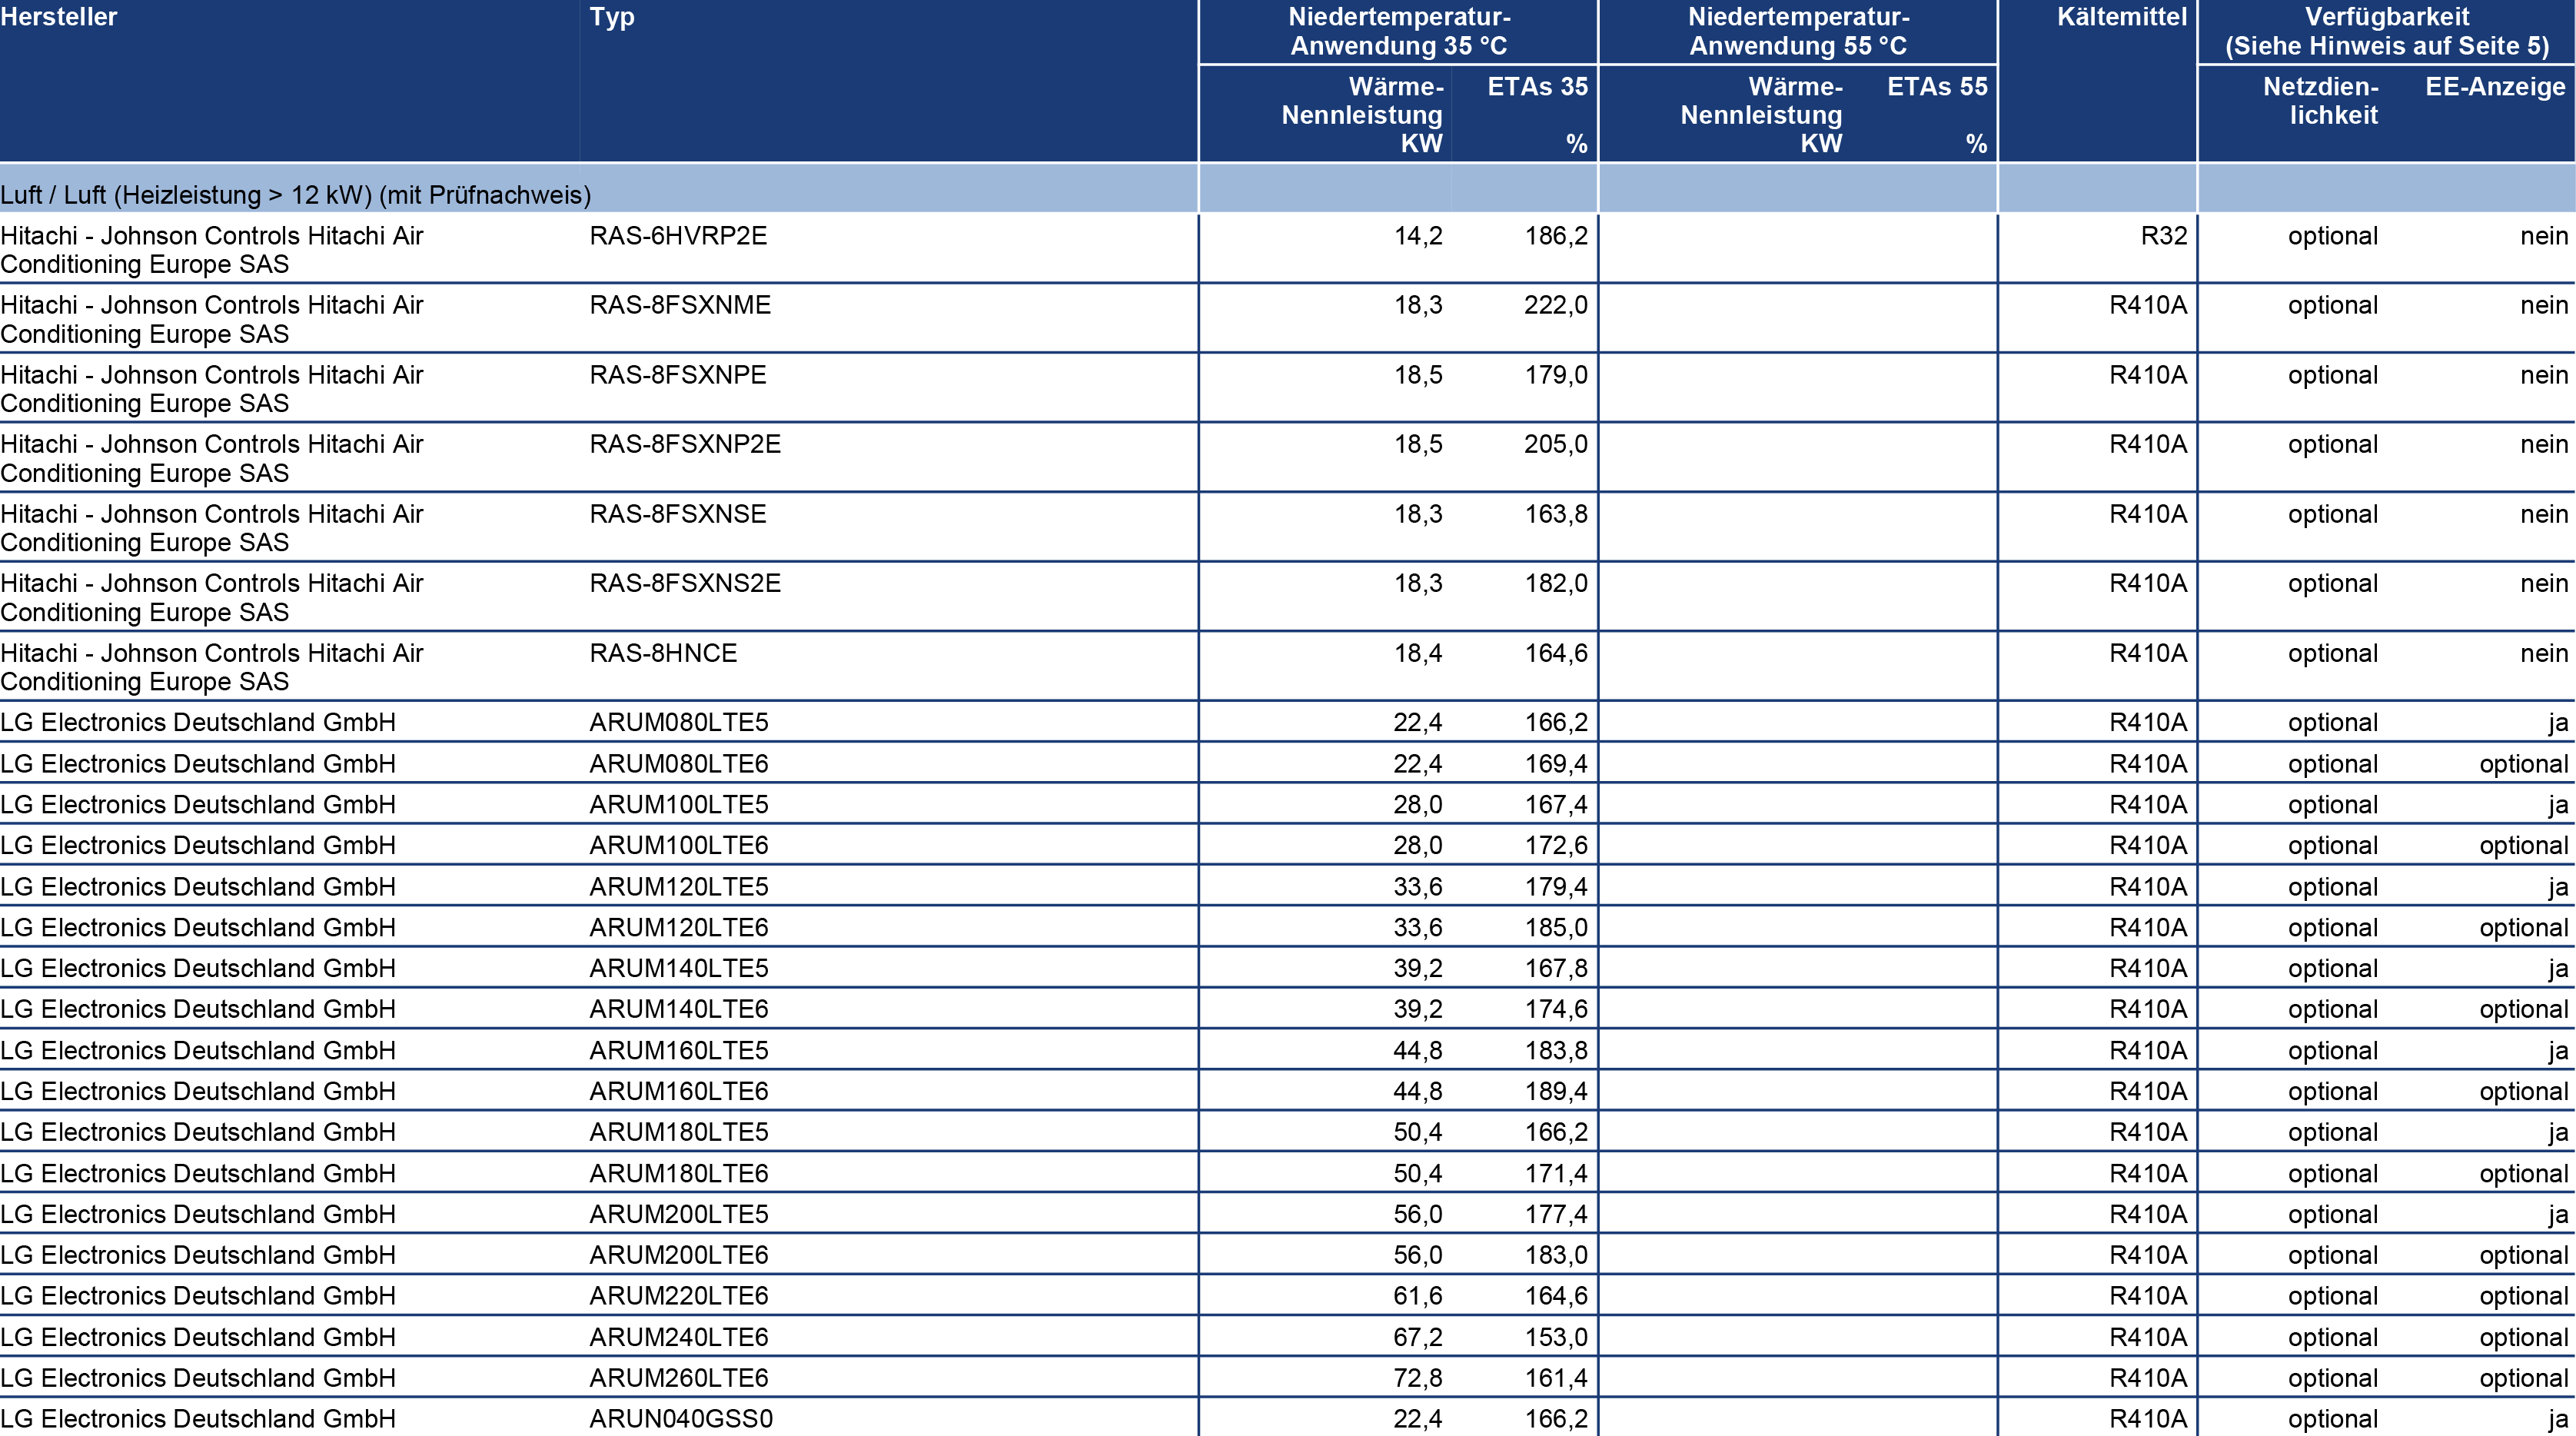 Hersteller Typ Niedertemperatur- Niedertemperatur- Kältemittel Verfügbarkeit
Anwendung 35 °C Anwendung 55 °C (Siehe Hinweis auf Seite 5)
Wärme- ETAs 35 Wärme- ETAs 55 Netzdien- EE-Anzeige
Nennleistung Nennleistung lichkeit
KW % KW %
Luft / Luft (Heizleistung > 12 kW) (mit Prüfnachweis)
Hitachi - Johnson Controls Hitachi Air RAS-6HVRP2E 14,2 186,2 R32 optional nein
Conditioning Europe SAS
Hitachi - Johnson Controls Hitachi Air RAS-8FSXNME 18,3 222,0 R410A optional nein
Conditioning Europe SAS
Hitachi - Johnson Controls Hitachi Air RAS-8FSXNPE 18,5 179,0 R410A optional nein
Conditioning Europe SAS
Hitachi - Johnson Controls Hitachi Air RAS-8FSXNP2E 18,5 205,0 R410A optional nein
Conditioning Europe SAS
Hitachi - Johnson Controls Hitachi Air RAS-8FSXNSE 18,3 163,8 R410A optional nein
Conditioning Europe SAS
Hitachi - Johnson Controls Hitachi Air RAS-8FSXNS2E 18,3 182,0 R410A optional nein
Conditioning Europe SAS
Hitachi - Johnson Controls Hitachi Air RAS-8HNCE 18,4 164,6 R410A optional nein
Conditioning Europe SAS
LG Electronics Deutschland GmbH ARUM080LTE5 22,4 166,2 R410A optional ja
LG Electronics Deutschland GmbH ARUM080LTE6 22,4 169,4 R410A optional optional
LG Electronics Deutschland GmbH ARUM100LTE5 28,0 167,4 R410A optional ja
LG Electronics Deutschland GmbH ARUM100LTE6 28,0 172,6 R410A optional optional
LG Electronics Deutschland GmbH ARUM120LTE5 33,6 179,4 R410A optional ja
LG Electronics Deutschland GmbH ARUM120LTE6 33,6 185,0 R410A optional optional
LG Electronics Deutschland GmbH ARUM140LTE5 39,2 167,8 R410A optional ja
LG Electronics Deutschland GmbH ARUM140LTE6 39,2 174,6 R410A optional optional
LG Electronics Deutschland GmbH ARUM160LTE5 44,8 183,8 R410A optional ja
LG Electronics Deutschland GmbH ARUM160LTE6 44,8 189,4 R410A optional optional
LG Electronics Deutschland GmbH ARUM180LTE5 50,4 166,2 R410A optional ja
LG Electronics Deutschland GmbH ARUM180LTE6 50,4 171,4 R410A optional optional
LG Electronics Deutschland GmbH ARUM200LTE5 56,0 177,4 R410A optional ja
LG Electronics Deutschland GmbH ARUM200LTE6 56,0 183,0 R410A optional optional
LG Electronics Deutschland GmbH ARUM220LTE6 61,6 164,6 R410A optional optional
LG Electronics Deutschland GmbH ARUM240LTE6 67,2 153,0 R410A optional optional
LG Electronics Deutschland GmbH ARUM260LTE6 72,8 161,4 R410A optional optional
LG Electronics Deutschland GmbH ARUN040GSS0 22,4 166,2 R410A optional ja